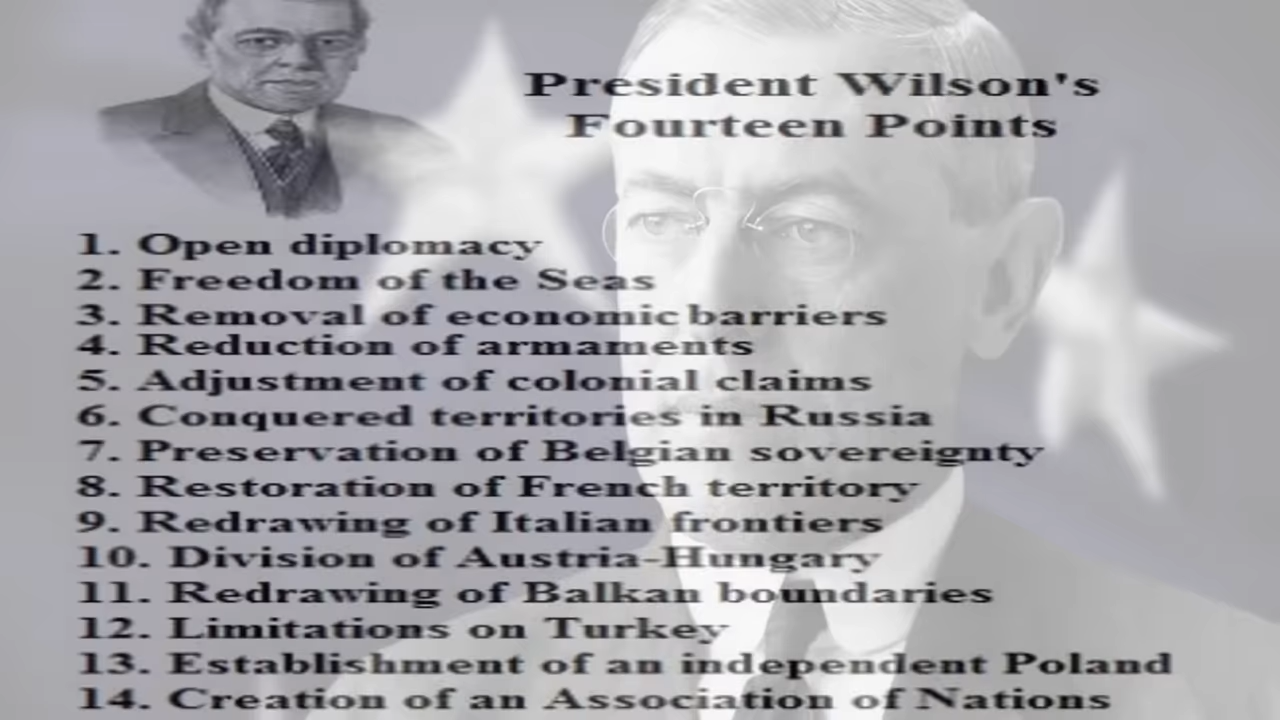 President Wilson's
Fourteen Points
1. Open diplomacy
2. Freedom of the Seas
3. Removal of economic barriers
4. Reduction of armaments
5. Adjustment of colonial claims
6. Conquered territories in Russia
7. Preservation of Belgian sovereignty
8. Restoration of French territory
9. Redrawing of Italian frontiers
10. Division of Austria-Hungary
11. Redrawing of Balkan boundaries
12. Limitations on Turkey
13. Establishment of an independent Poland
14. Creation of an Association of Nations